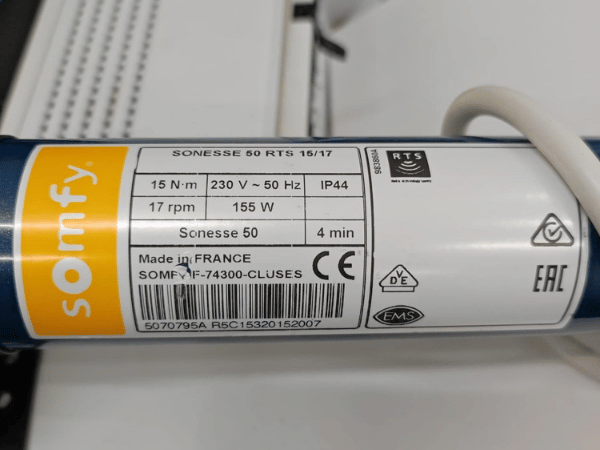 somfy
SONESSE 50 RTS 15/17
15 N·m 230 V ~ 50 Hz IP44
17 rpm 155 W
Sonesse 50 4 min
Made in FRANCE
SOMFY F-74300-CLUSES
CE
5070795A R5C15320152007
983380A
RTS
VDE
EMS
EAC